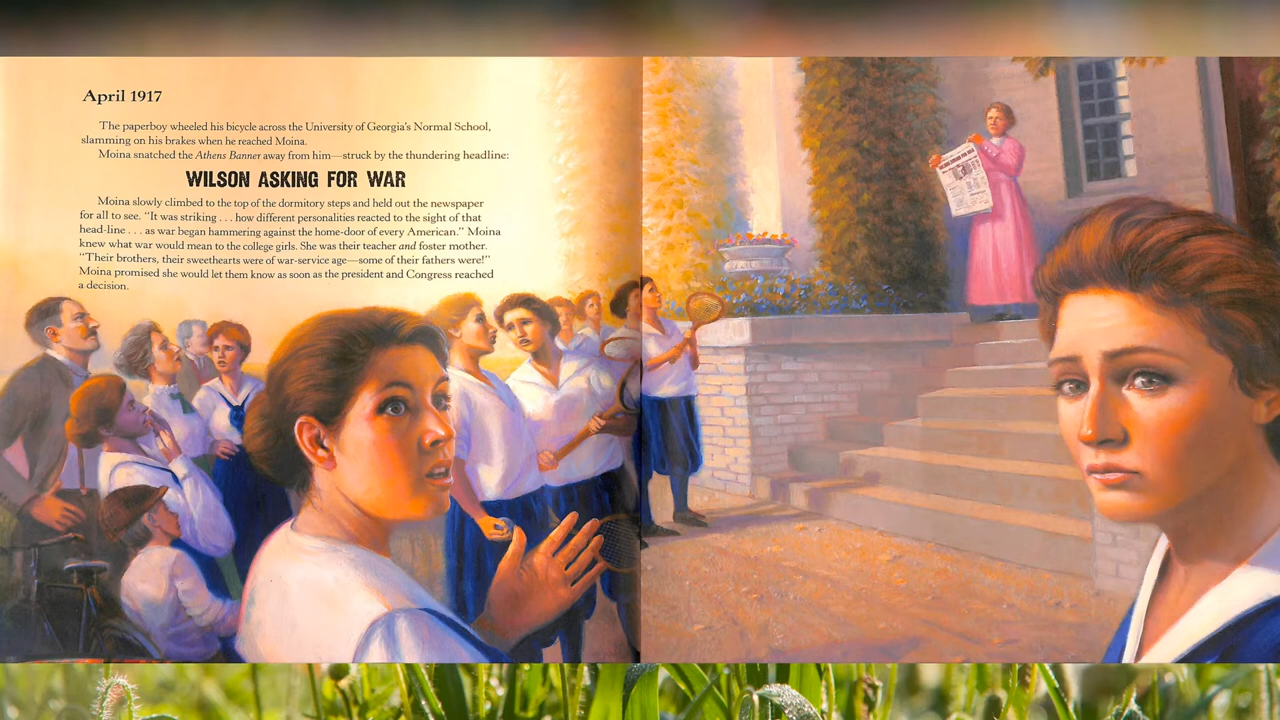 April 1917
The paperboy wheeled his bicycle across the University of Georgia's Normal School,
slamming on his brakes when he reached Moina.
Moina snatched the Athens Banner away from him—struck by the thundering headline:
WILSON ASKING FOR WAR
Moina slowly climbed to the top of the dormitory steps and held out the newspaper
for all to see. "It was striking . . . how different personalities reacted to the sight of that
head-line . . . as war began hammering against the home-door of every American." Moina
knew what war would mean to the college girls. She was their teacher and foster mother.
"Their brothers, their sweethearts were of war-service age—some of their fathers were!"
Moina promised she would let them know as soon as the president and Congress reached
a decision.
WILSON ASKING FOR WAR